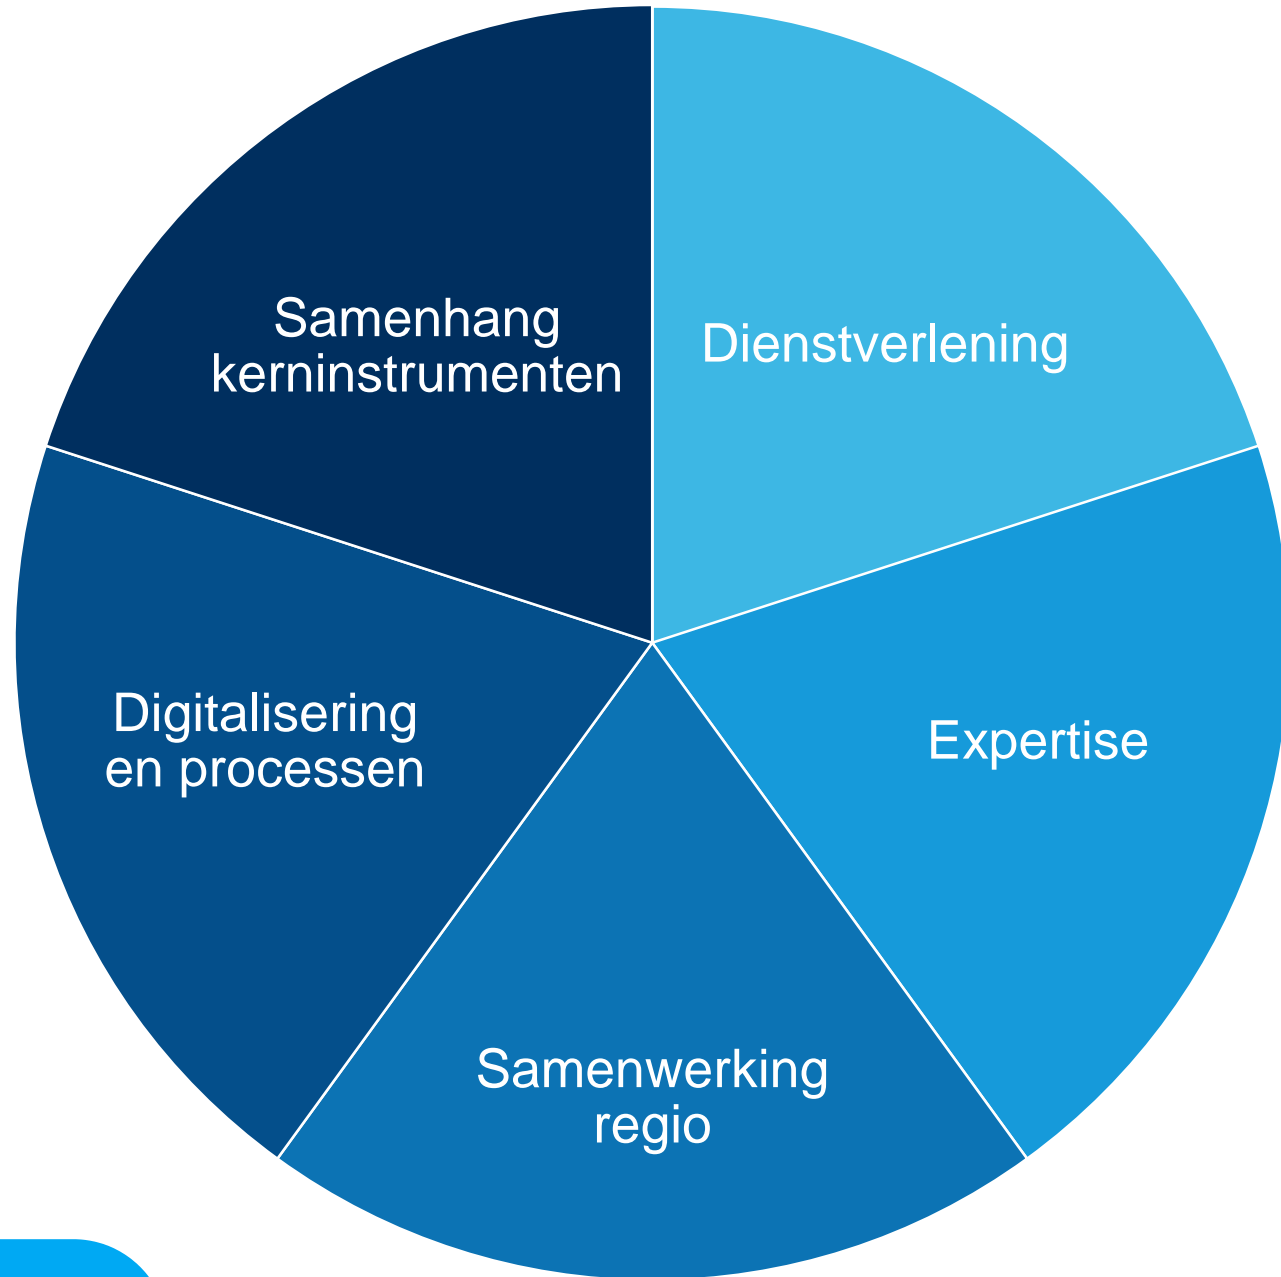 Samenhang
kerninstrumenten
Dienstverlening
Digitalisering
en processen
Expertise
Samenwerking
regio